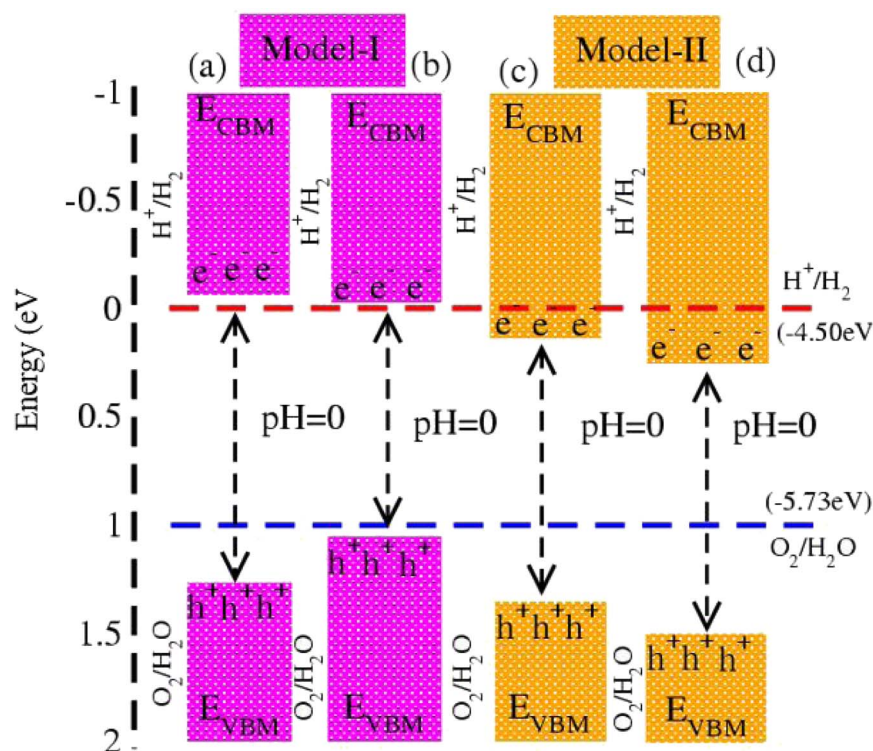 Model-I
Model-II
(a)
(b)
(c)
(d)
-1
-0.5
0
0.5
1
1.5
2
Energy (eV
E_CBM
E_CBM
E_CBM
E_CBM
H⁺/H₂
H⁺/H₂
H⁺/H₂
H⁺/H₂
e⁻ e⁻ e⁻
e⁻ e⁻ e⁻
e⁻ e⁻ e⁻
e⁻ e⁻ e⁻
H⁺/H₂
(-4.50eV
pH=0
pH=0
pH=0
pH=0
(-5.73eV)
O₂/H₂O
h⁺h⁺h⁺
h⁺h⁺h⁺
h⁺h⁺h⁺
h⁺h⁺h⁺
O₂/H₂O
O₂/H₂O
O₂/H₂O
O₂/H₂O
E_VBM
E_VBM
E_VBM
E_VBM